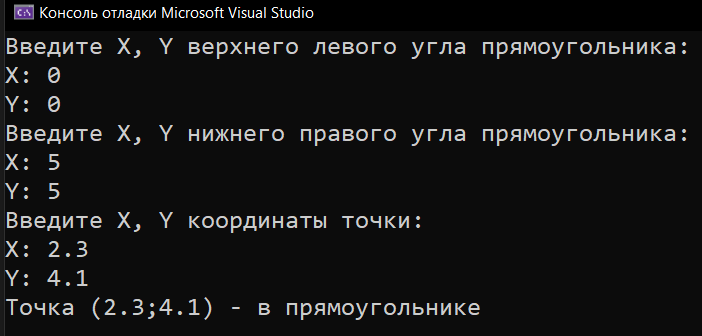 Консоль отладки Microsoft Visual Studio
Введите X, Y верхнего левого угла прямоугольника:
X: 0
Y: 0
Введите X, Y нижнего правого угла прямоугольника:
X: 5
Y: 5
Введите X, Y координаты точки:
X: 2.3
Y: 4.1
Точка (2.3;4.1) - в прямоугольнике